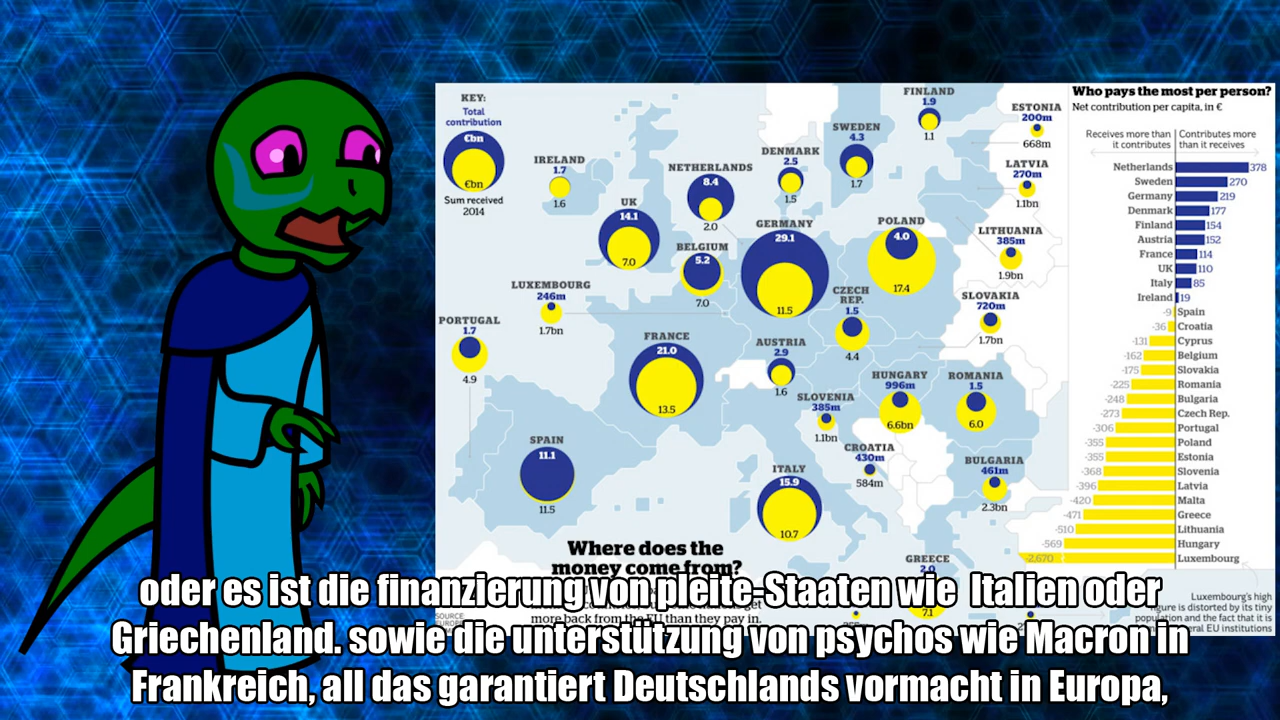 KEY:
Total
contribution
€bn
€bn
Sum received
2014
IRELAND
1.7
1.6
UK
14.1
7.0
NETHERLANDS
8.4
2.0
DENMARK
2.5
1.5
SWEDEN
4.3
1.7
FINLAND
1.9
1.1
ESTONIA
200m
668m
LATVIA
270m
1.1bn
LITHUANIA
385m
1.9bn
GERMANY
29.1
11.5
POLAND
4.0
17.4
BELGIUM
5.2
7.0
LUXEMBOURG
246m
1.7bn
CZECH
REP.
1.5
4.4
SLOVAKIA
720m
1.7bn
PORTUGAL
1.7
4.9
FRANCE
21.0
13.5
AUSTRIA
2.9
1.6
SLOVENIA
385m
1.1bn
HUNGARY
996m
6.6bn
ROMANIA
1.5
6.0
CROATIA
430m
584m
BULGARIA
461m
2.3bn
SPAIN
11.1
11.5
ITALY
15.9
10.7
GREECE
2.0
7.1
Where does the
money come from?
more back from the EU than they pay in.
SOURCE
Who pays the most per person?
Net contribution per capita, in €
Receives more than
it contributes
Contributes more
than it receives
Netherlands 378
Sweden 270
Germany 219
Denmark 177
Finland 154
Austria 152
France 114
UK 110
Italy 85
Ireland 19
-9 Spain
-36 Croatia
-131 Cyprus
-162 Belgium
-175 Slovakia
-225 Romania
-248 Bulgaria
-273 Czech Rep.
-306 Portugal
-355 Poland
-355 Estonia
-368 Slovenia
-396 Latvia
-420 Malta
-471 Greece
-510 Lithuania
-569 Hungary
-2,670 Luxembourg
Luxembourg's high
figure is distorted by its tiny
population and the fact that it is
EU institutions
oder es ist die finanzierung von pleite-Staaten wie Italien oder
Griechenland. sowie die unterstützung von psychos wie Macron in
Frankreich, all das garantiert Deutschlands vormacht in Europa,